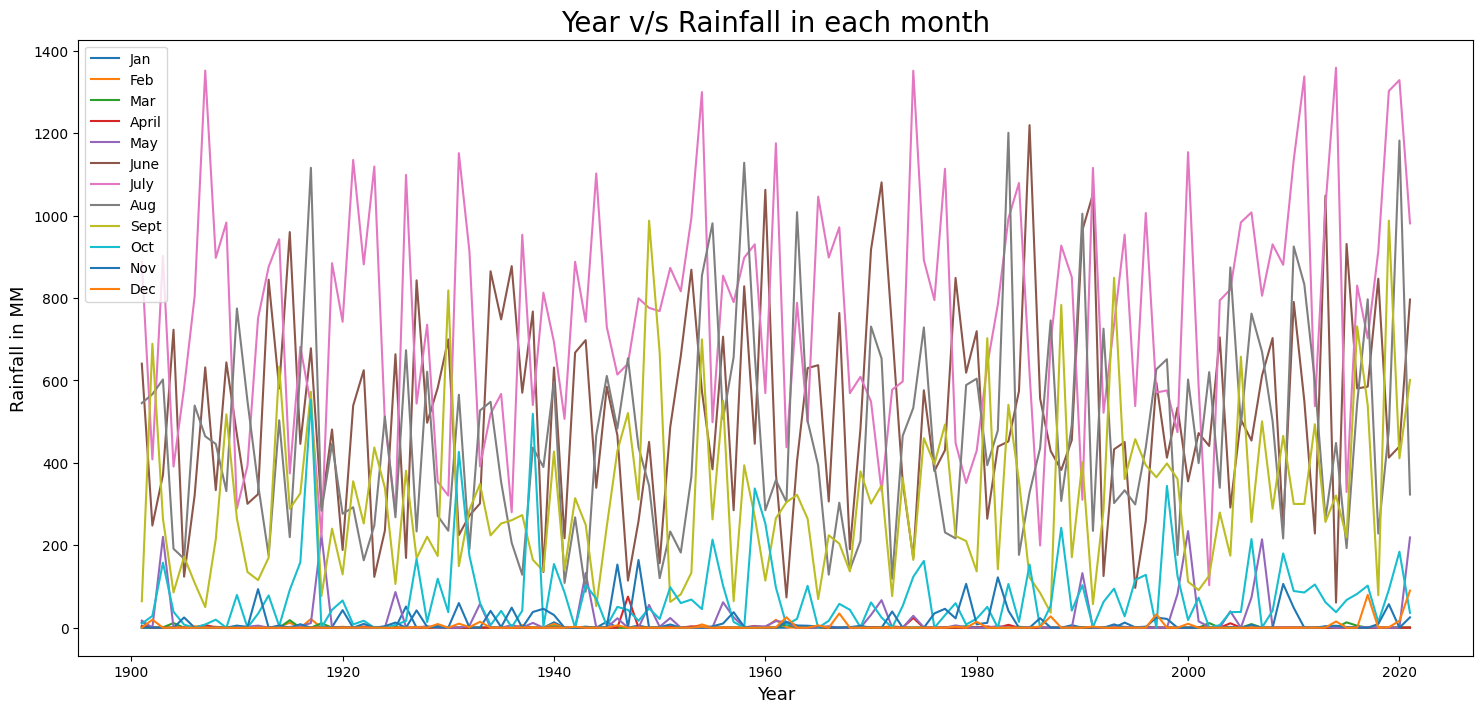 Year v/s Rainfall in each month
1400
1200
1000
800
600
400
200
0
Rainfall in MM
Jan
Feb
Mar
April
May
June
July
Aug
Sept
Oct
Nov
Dec
1900 1920 1940 1960 1980 2000 2020
Year